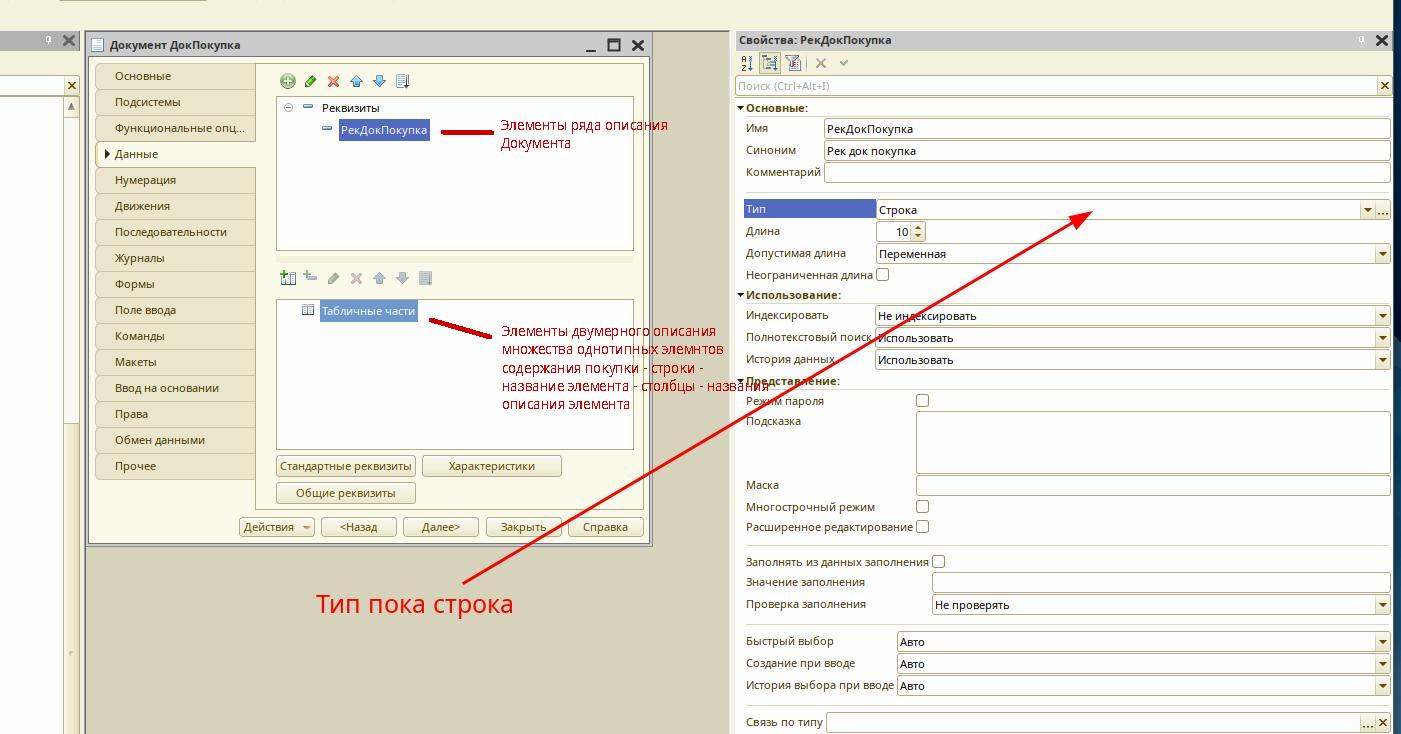 Документ ДокПокупка
Основные
Подсистемы
Функциональные опц...
Данные
Нумерация
Движения
Последовательности
Журналы
Формы
Поле ввода
Команды
Макеты
Ввод на основании
Права
Обмен данными
Прочее
Реквизиты
РекДокПокупка
Элементы ряда описания
Документа
Табличные части
Элементы двумерного описания
множества однотипных элемнтов
содержания покупки - строки -
название элемента - столбцы - названия
описания элемента
Стандартные реквизиты
Характеристики
Общие реквизиты
Действия
<Назад
Далее>
Закрыть
Справка
Тип пока строка
Свойства: РекДокПокупка
Поиск (Ctrl+Alt+I)
Основные:
Имя РекДокПокупка
Синоним Рек док покупка
Комментарий
Тип Строка
Длина 10
Допустимая длина Переменная
Неограниченная длина
Использование:
Индексировать Не индексировать
Полнотекстовый поиск Использовать
История данных Использовать
Представление:
Режим пароля
Подсказка
Маска
Многострочный режим
Расширенное редактирование
Заполнять из данных заполнения
Значение заполнения
Проверка заполнения Не проверять
Быстрый выбор Авто
Создание при вводе Авто
История выбора при вводе Авто
Связь по типу